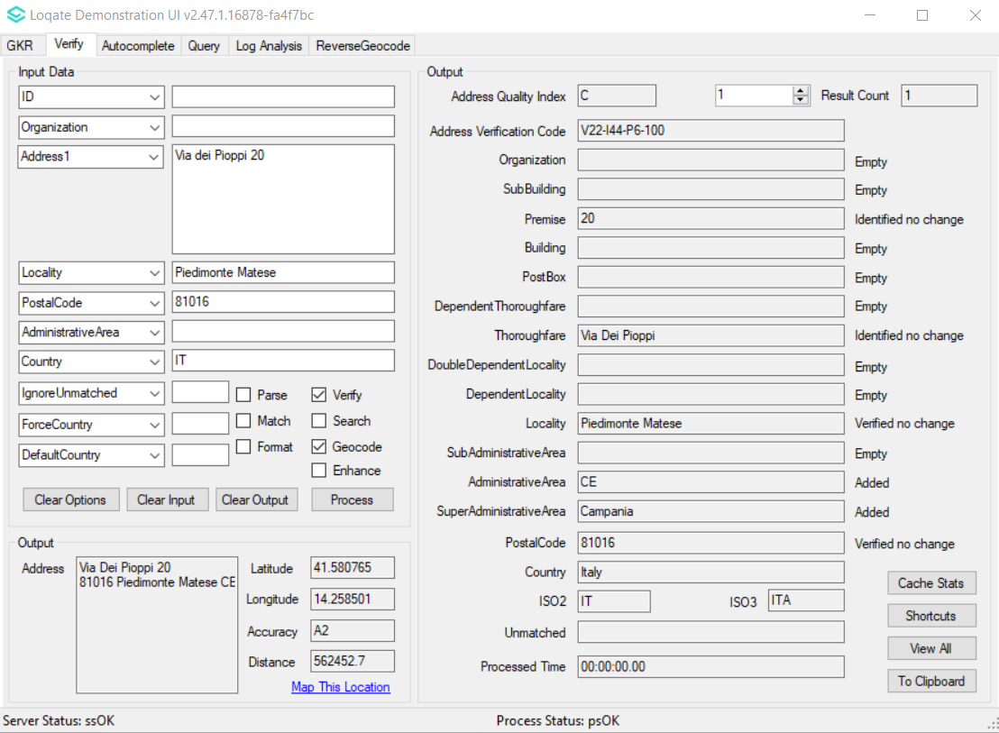 Loqate Demonstration UI v2.47.1.16878-fa4f7bc
GKR Verify Autocomplete Query Log Analysis ReverseGeocode
Input Data
ID
Organization
Address1 Via dei Pioppi 20
Locality Piedimonte Matese
PostalCode 81016
AdministrativeArea
Country IT
IgnoreUnmatched Parse Verify
ForceCountry Match Search
DefaultCountry Format Geocode
Enhance
Clear Options Clear Input Clear Output Process
Output
Address Via Dei Pioppi 20
81016 Piedimonte Matese CE
Latitude 41.580765
Longitude 14.258501
Accuracy A2
Distance 562452.7
Map This Location
Output
Address Quality Index C 1 Result Count 1
Address Verification Code V22-I44-P6-100
Organization Empty
SubBuilding Empty
Premise 20 Identified no change
Building Empty
PostBox Empty
DependentThoroughfare Empty
Thoroughfare Via Dei Pioppi Identified no change
DoubleDependentLocality Empty
DependentLocality Empty
Locality Piedimonte Matese Verified no change
SubAdministrativeArea Empty
AdministrativeArea CE Added
SuperAdministrativeArea Campania Added
PostalCode 81016 Verified no change
Country Italy
ISO2 IT ISO3 ITA
Unmatched
Processed Time 00:00:00.00
Cache Stats
Shortcuts
View All
To Clipboard
Server Status: ssOK Process Status: psOK